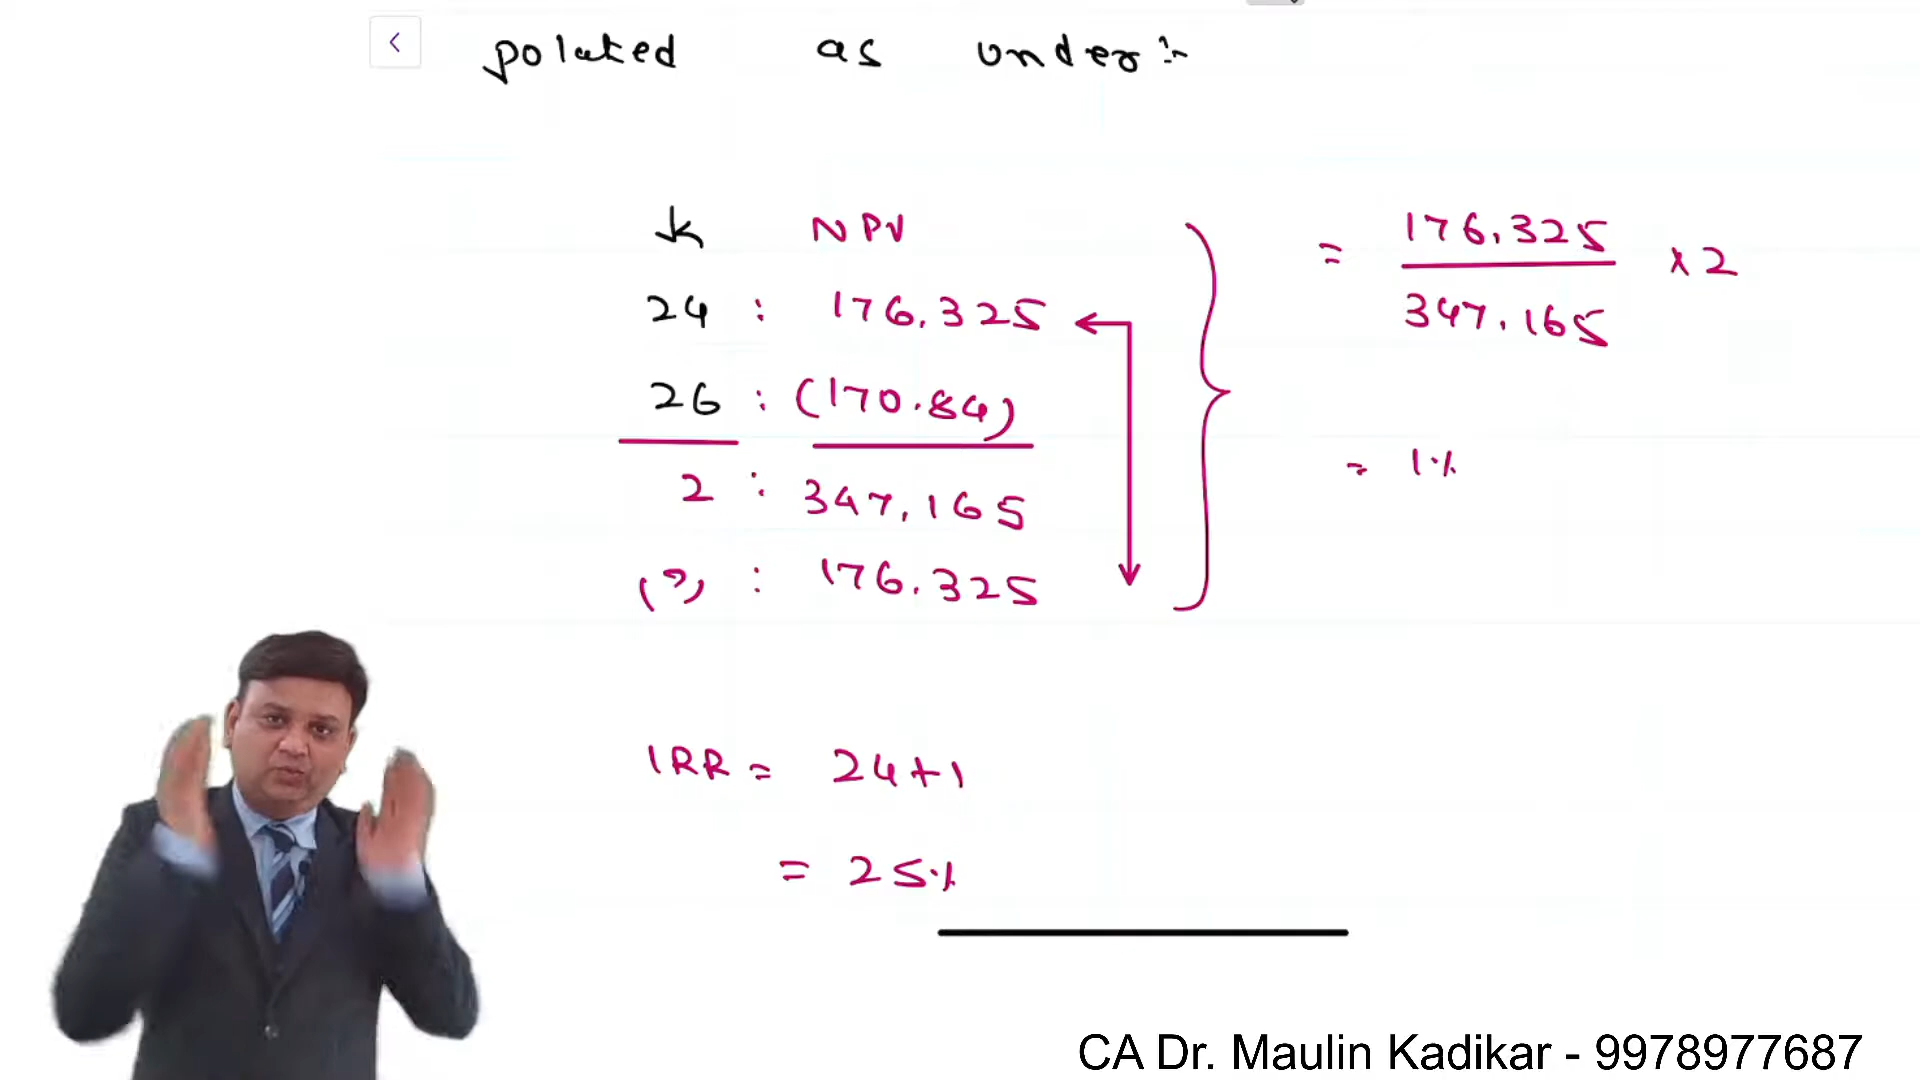 polated as under :-
k NPV
24 : 176.325
26 : (170.84)
2 : 347.165
(?) : 176.325
= 176.325 / 347.165 × 2
= 1%
IRR = 24+1
= 25%
CA Dr. Maulin Kadikar - 9978977687